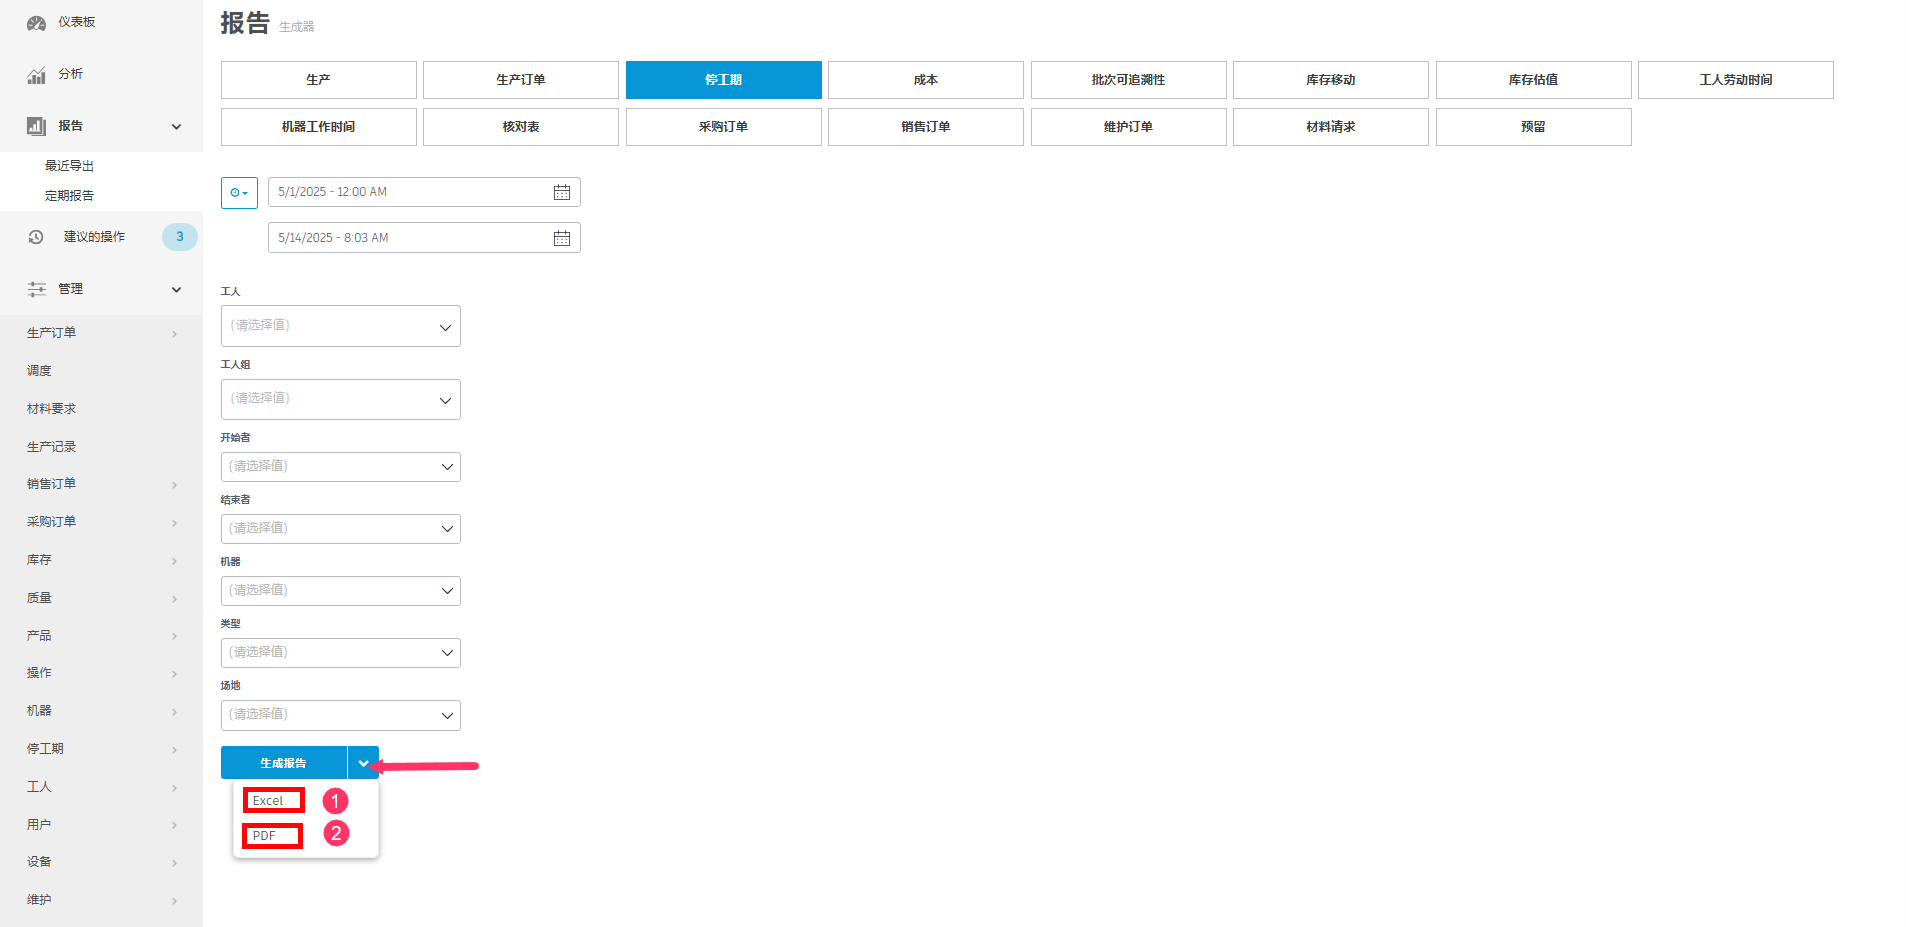 仪表板
分析
报告
最近导出
定期报告
建议的操作 3
管理
生产订单
调度
材料要求
生产记录
销售订单
采购订单
库存
质量
产品
操作
机器
停工期
工人
用户
设备
维护
报告 生成器
生产 生产订单 停工期 成本 批次可追溯性 库存移动 库存估值 工人劳动时间
机器工作时间 核对表 采购订单 销售订单 维护订单 材料请求 预留
5/1/2025 - 12:00 AM
5/14/2025 - 8:03 AM
工人
(请选择值)
工人组
(请选择值)
开始者
(请选择值)
结束者
(请选择值)
机器
(请选择值)
类型
(请选择值)
场地
(请选择值)
生成报告
Excel 1
PDF 2